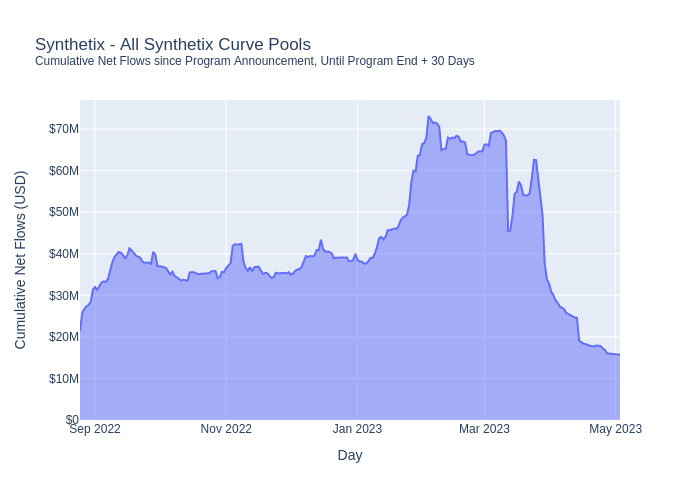 Synthetix - All Synthetix Curve Pools
Cumulative Net Flows since Program Announcement, Until Program End + 30 Days
Cumulative Net Flows (USD)
$70M
$60M
$50M
$40M
$30M
$20M
$10M
$0
Sep 2022 Nov 2022 Jan 2023 Mar 2023 May 2023
Day